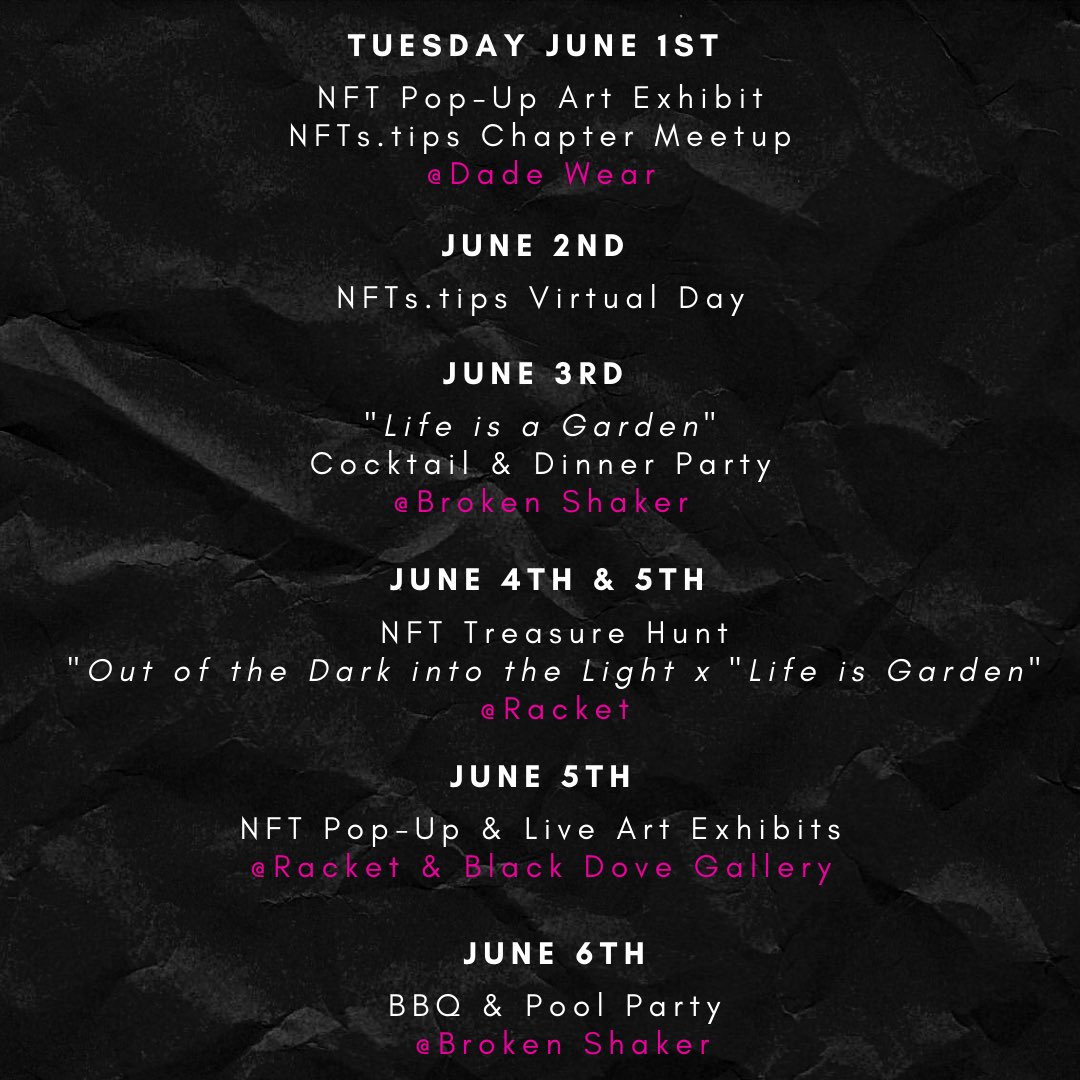 TUESDAY JUNE 1ST
NFT Pop-Up Art Exhibit
NFTs.tips Chapter Meetup
@Dade Wear
JUNE 2ND
NFTs.tips Virtual Day
JUNE 3RD
"Life is a Garden"
Cocktail & Dinner Party
@Broken Shaker
JUNE 4TH & 5TH
NFT Treasure Hunt
"Out of the Dark into the Light x "Life is Garden"
@Racket
JUNE 5TH
NFT Pop-Up & Live Art Exhibits
@Racket & Black Dove Gallery
JUNE 6TH
BBQ & Pool Party
@Broken Shaker